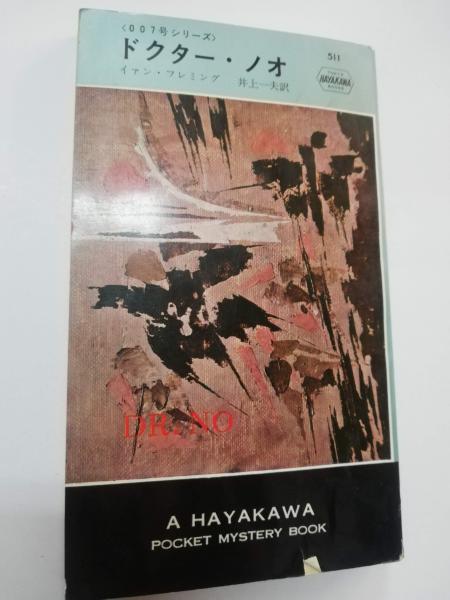 〈007号シリーズ〉
ドクター・ノオ
511
イァン・フレミング 井上一夫訳
HAYAKAWA
DR. NO
A HAYAKAWA
POCKET MYSTERY BOOK